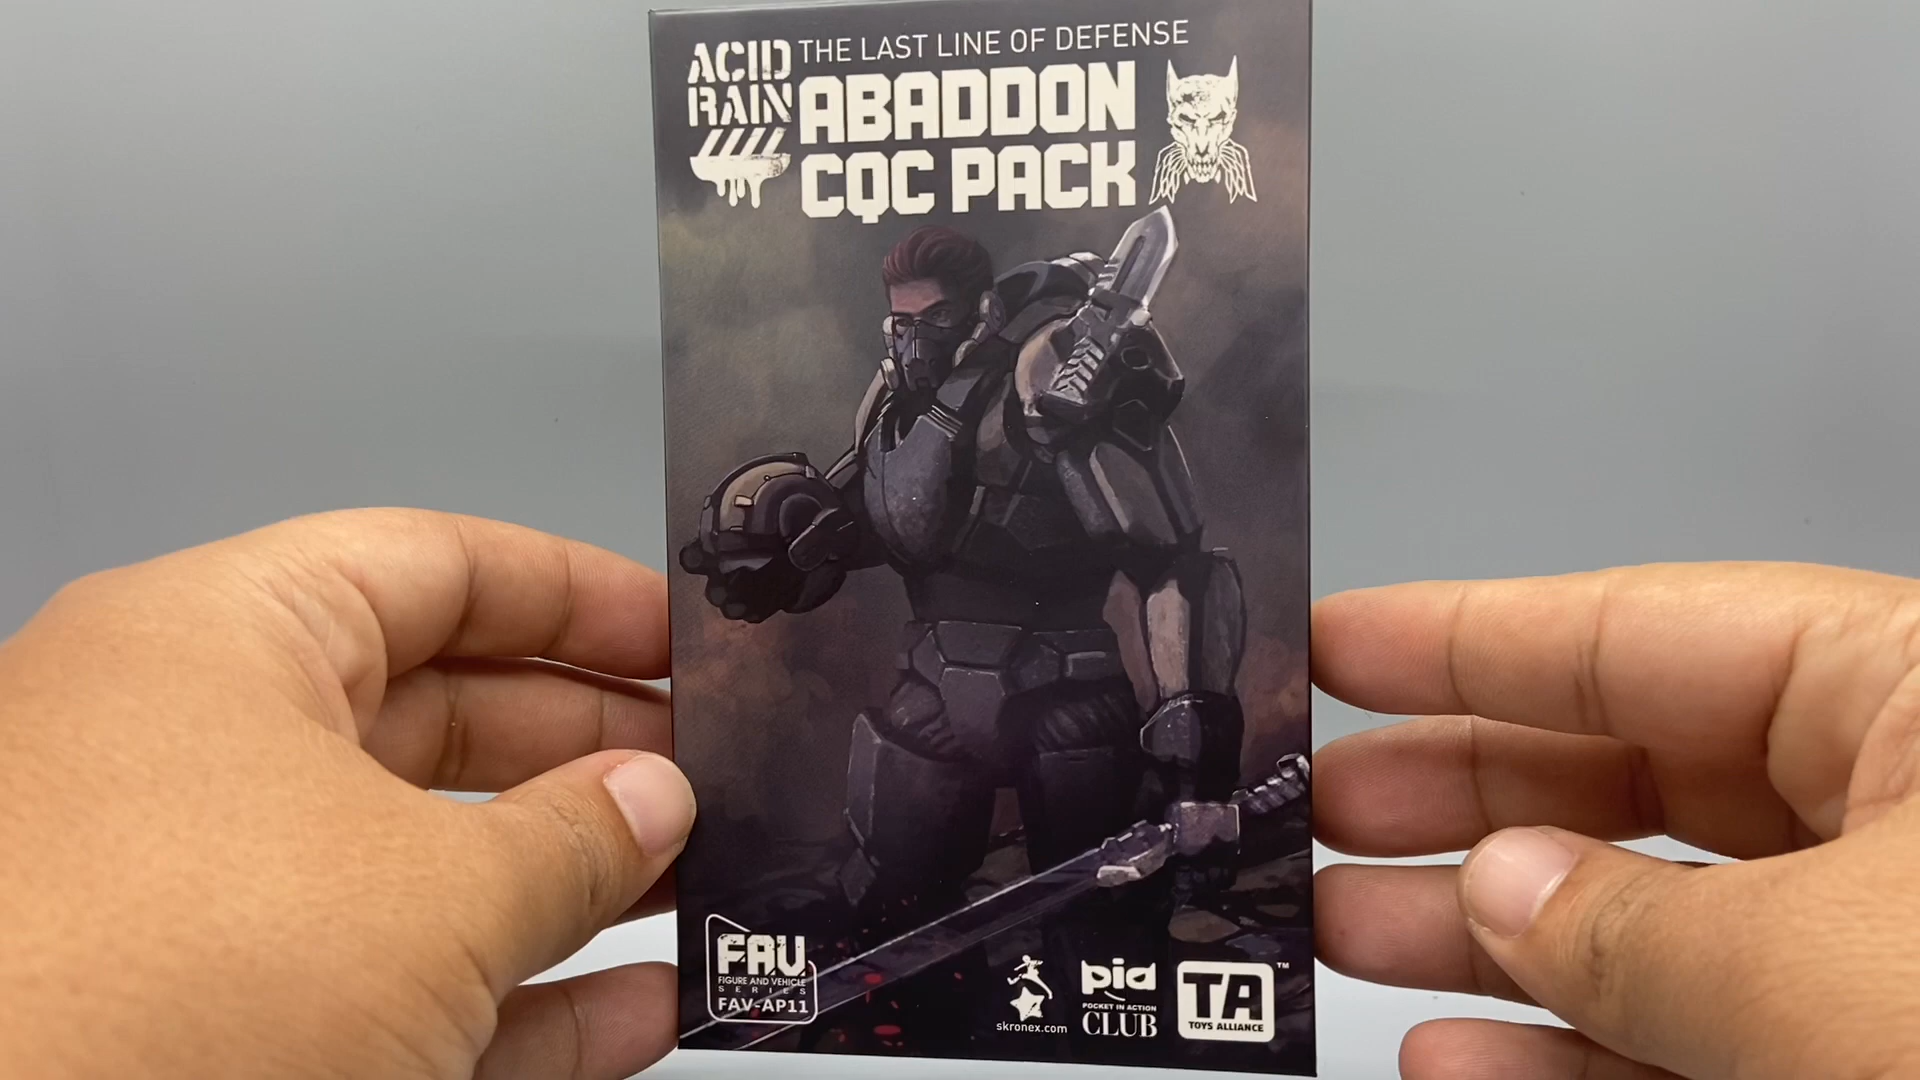 ACID
RAIN
THE LAST LINE OF DEFENSE
ABADDON
CQC PACK
FAV
FIGURE AND VEHICLE
SERIES
FAV-AP11
skronex.com
pia
POCKET IN ACTION
CLUB
TA™
TOYS ALLIANCE